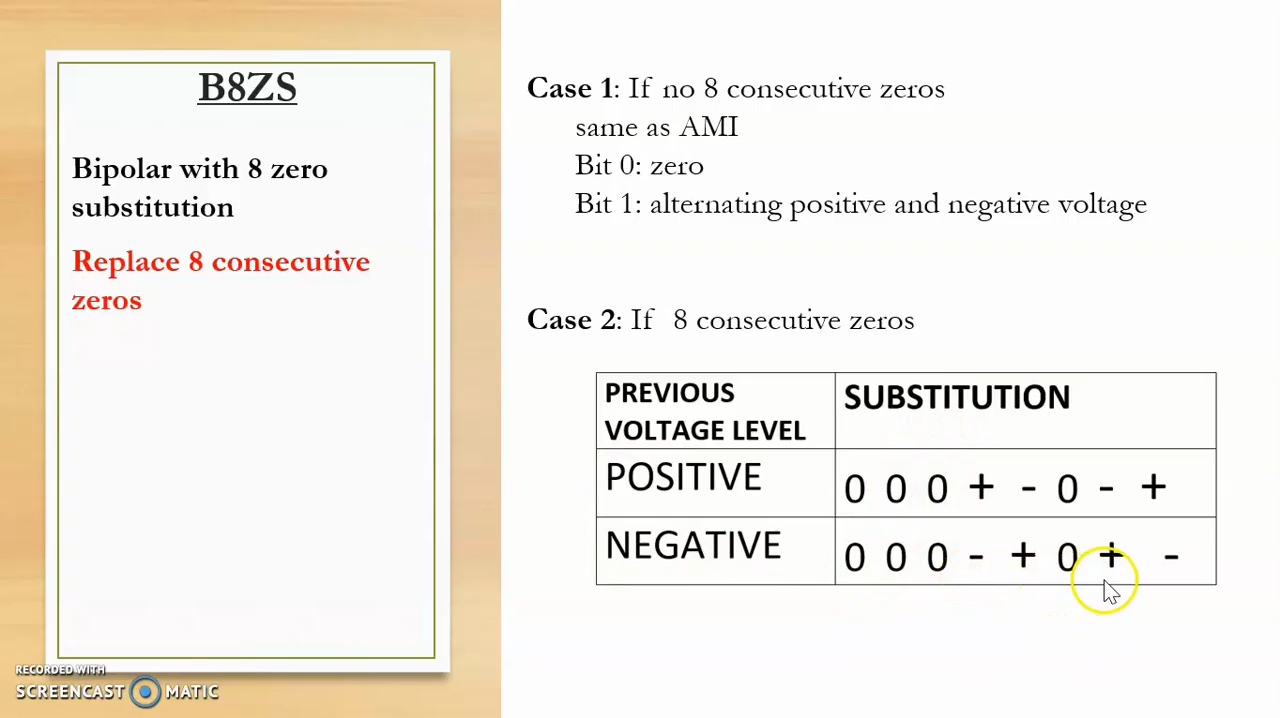 B8ZS
Bipolar with 8 zero
substitution
Replace 8 consecutive
zeros
Case 1: If no 8 consecutive zeros
same as AMI
Bit 0: zero
Bit 1: alternating positive and negative voltage
Case 2: If 8 consecutive zeros
PREVIOUS
VOLTAGE LEVEL
SUBSTITUTION
POSITIVE
0 0 0 + - 0 - +
NEGATIVE
0 0 0 - + 0 + -
RECORDED WITH
SCREENCAST MATIC